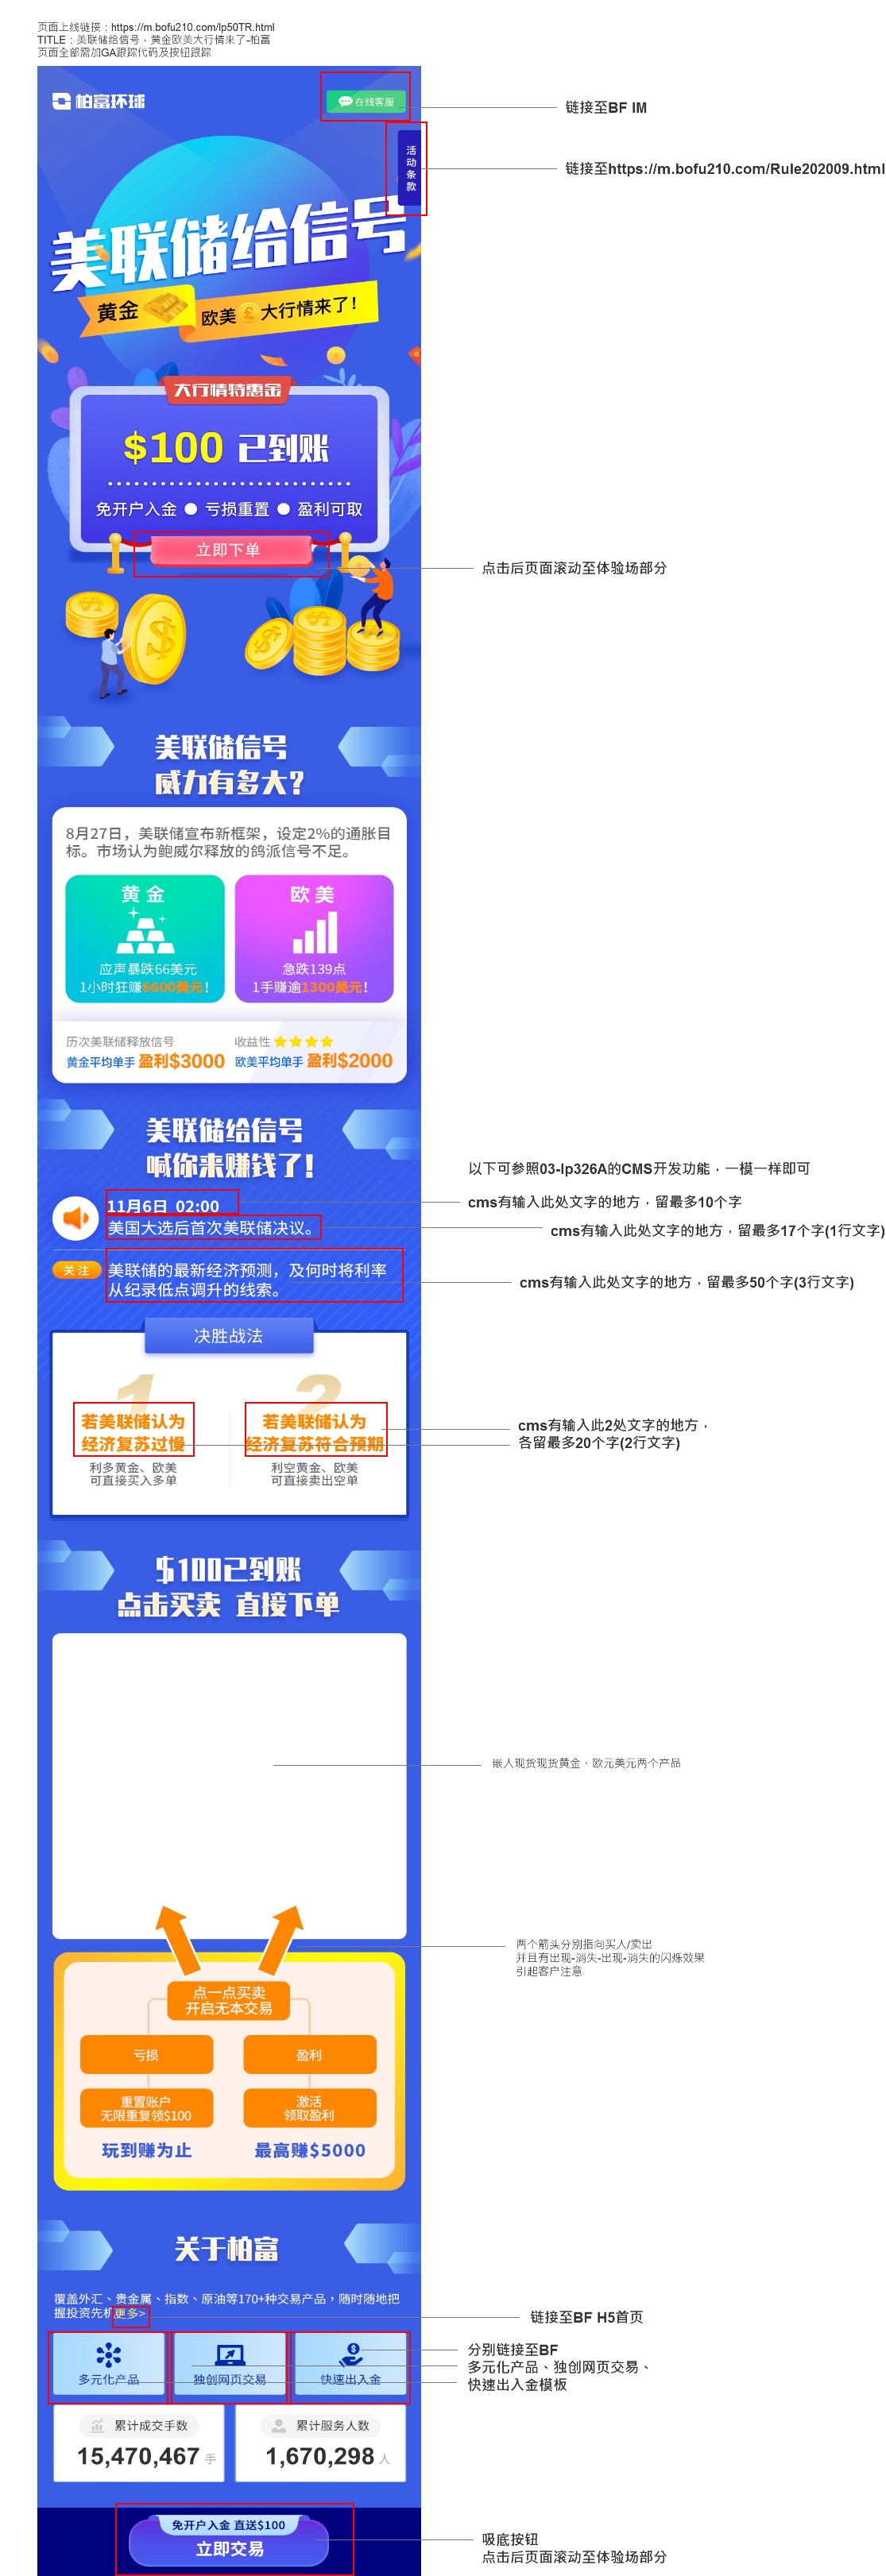 页面上线链接：https://m.bofu210.com/lp50TR.html
TITLE：美联储给信号，黄金欧美大行情来了-柏富
页面全部需加GA跟踪代码及按钮跟踪
柏富环球
在线客服
链接至BF IM
活动条款
链接至https://m.bofu210.com/Rule202009.html
美联储给信号
黄金
欧美
大行情来了!
大行情特惠金
$100 已到账
免开户入金 ● 亏损重置 ● 盈利可取
立即下单
点击后页面滚动至体验场部分
美联储信号
威力有多大?
8月27日，美联储宣布新框架，设定2%的通胀目
标。市场认为鲍威尔释放的鸽派信号不足。
黄金
应声暴跌66美元
1小时狂赚6600美元!
欧美
急跌139点
1手赚逾1300美元!
历次美联储释放信号
收益性
黄金平均单手 盈利$3000
欧美平均单手 盈利$2000
美联储给信号
喊你来赚钱了!
以下可参照03-lp326A的CMS开发功能，一模一样即可
11月6日 02:00
cms有输入此处文字的地方，留最多10个字
美国大选后首次美联储决议。
cms有输入此处文字的地方，留最多17个字(1行文字)
关注
美联储的最新经济预测，及何时将利率
从纪录低点调升的线索。
cms有输入此处文字的地方，留最多50个字(3行文字)
决胜战法
1
若美联储认为
经济复苏过慢
利多黄金、欧美
可直接买入多单
2
若美联储认为
经济复苏符合预期
利空黄金、欧美
可直接卖出空单
cms有输入此2处文字的地方，
各留最多20个字(2行文字)
$100已到账
点击买卖 直接下单
嵌入现货现货黄金、欧元美元两个产品
两个箭头分别指向买入/卖出
并且有出现-消失-出现-消失的闪烁效果
引起客户注意
点一点买卖
开启无本交易
亏损
盈利
重置账户
无限重复领$100
激活
领取盈利
玩到赚为止
最高赚$5000
关于柏富
覆盖外汇、贵金属、指数、原油等170+种交易产品，随时随地把
握投资先机更多>
链接至BF H5首页
多元化产品
独创网页交易
快速出入金
分别链接至BF
多元化产品、独创网页交易、
快速出入金模板
累计成交手数
15,470,467 手
累计服务人数
1,670,298 人
免开户入金 直送$100
立即交易
吸底按钮
点击后页面滚动至体验场部分